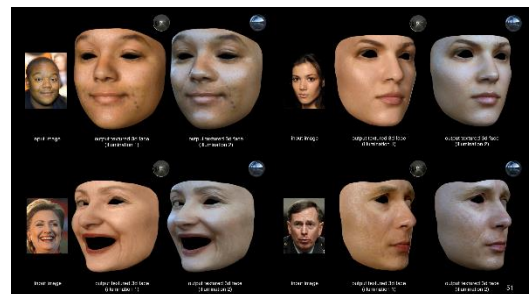 input image
output textured 3d face
(illumination 1)
output textured 3d face
(illumination 2)
input image
output textured 3d face
(illumination 1)
output textured 3d face
(illumination 2)
input image
output textured 3d face
(illumination 1)
output textured 3d face
(illumination 2)
input image
output textured 3d face
(illumination 1)
output textured 3d face
(illumination 2)
51